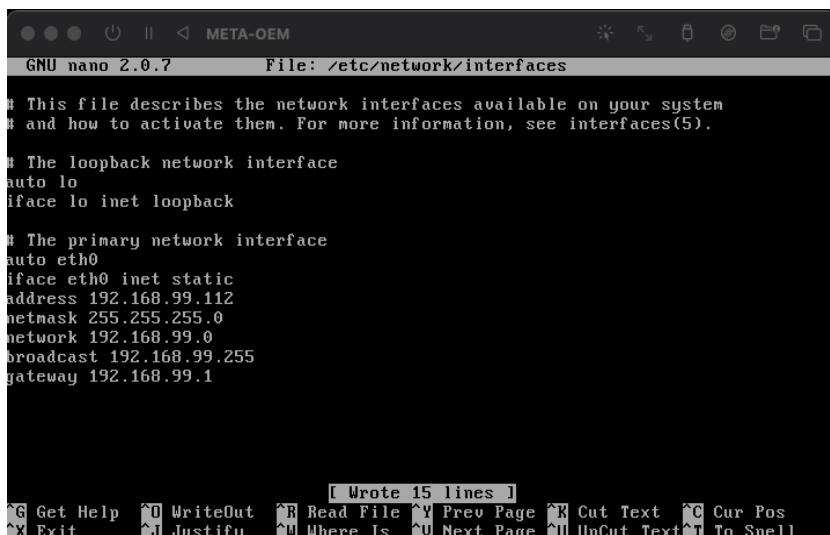 META-OEM
GNU nano 2.0.7 File: /etc/network/interfaces
# This file describes the network interfaces available on your system
# and how to activate them. For more information, see interfaces(5).
# The loopback network interface
auto lo
iface lo inet loopback
# The primary network interface
auto eth0
iface eth0 inet static
address 192.168.99.112
netmask 255.255.255.0
network 192.168.99.0
broadcast 192.168.99.255
gateway 192.168.99.1
[ Wrote 15 lines ]
^G Get Help ^O WriteOut ^R Read File ^Y Prev Page ^K Cut Text ^C Cur Pos
^X Exit ^J Justify ^W Where Is ^V Next Page ^U UnCut Text ^T To Spell